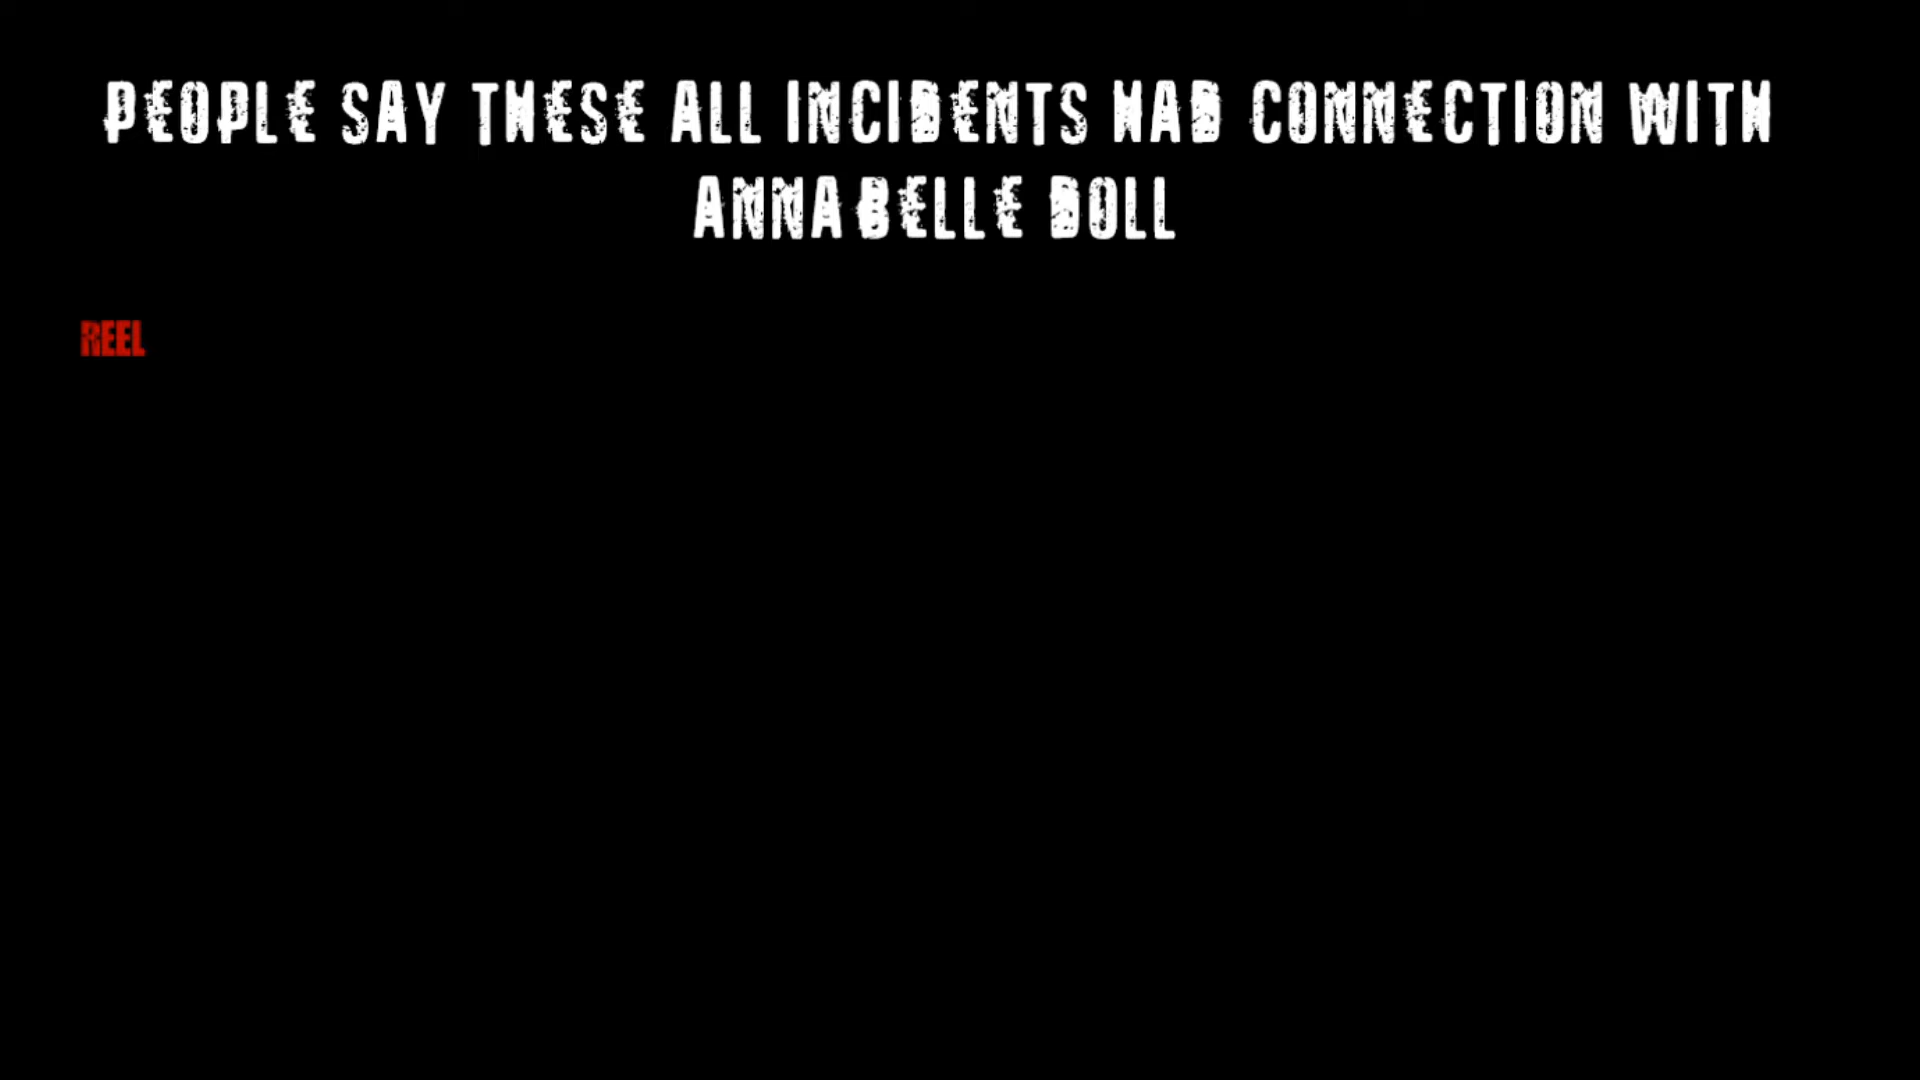 PEOPLE SAY THESE ALL INCIDENTS HAD CONNECTION WITH
ANNABELLE DOLL
REEL